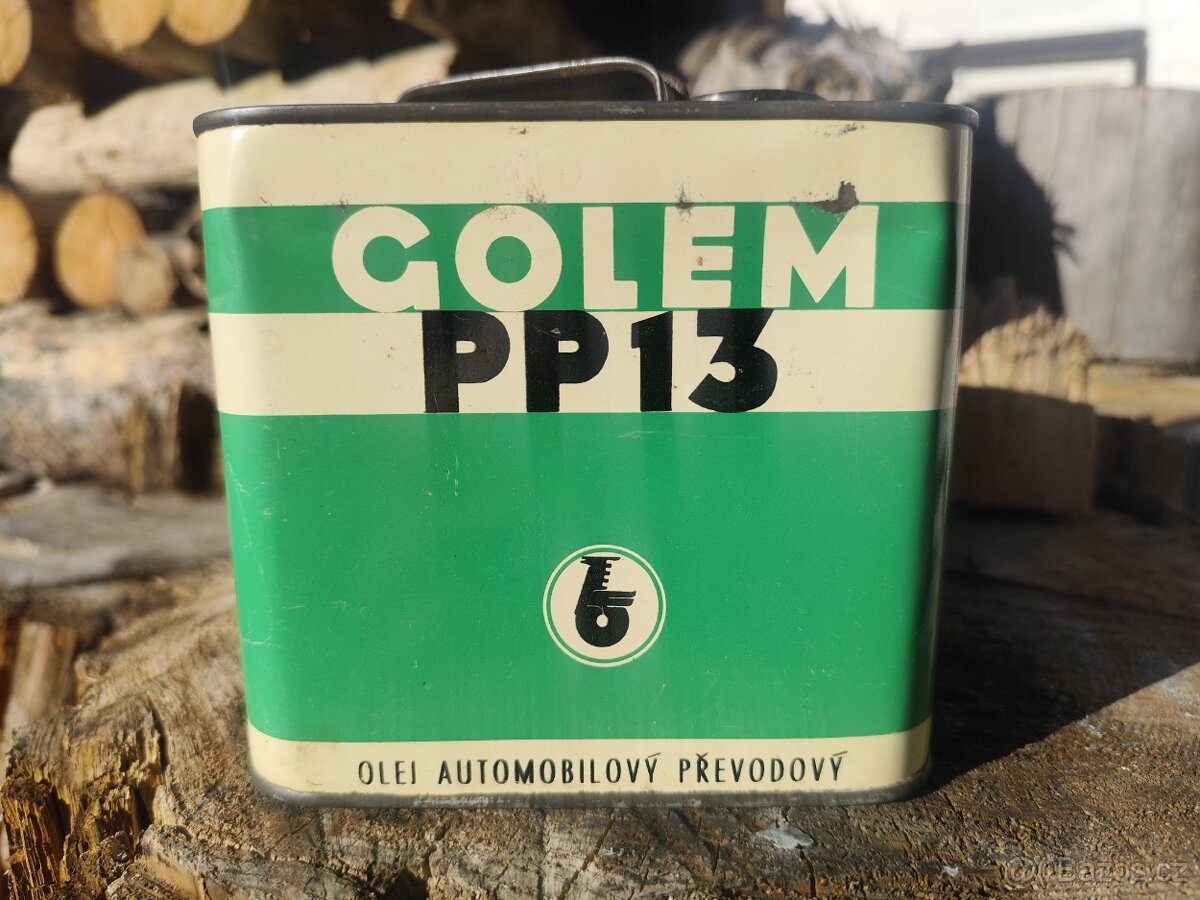 GOLEM
PP13
OLEJ AUTOMOBILOVÝ PŘEVODOVÝ
@Bazos.cz